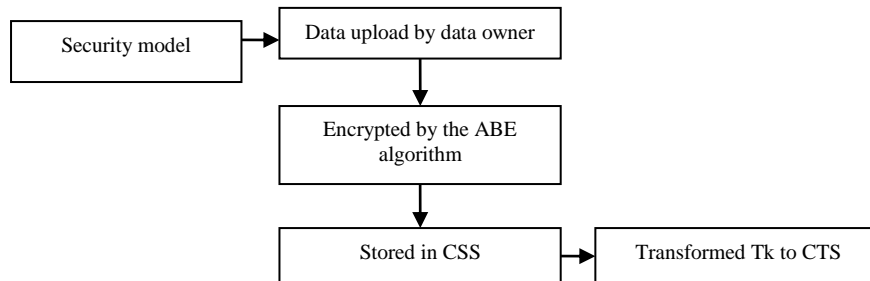 Security model
Data upload by data owner
Encrypted by the ABE
algorithm
Stored in CSS
Transformed Tk to CTS